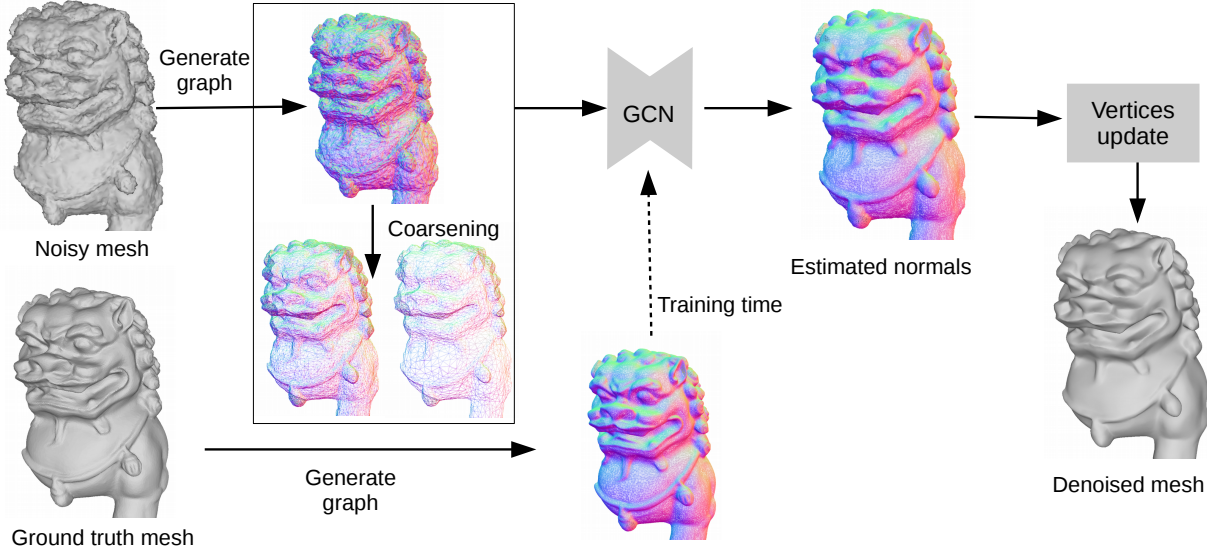 Generate
graph
GCN
Vertices
update
Coarsening
Noisy mesh
Estimated normals
Training time
Generate
graph
Denoised mesh
Ground truth mesh